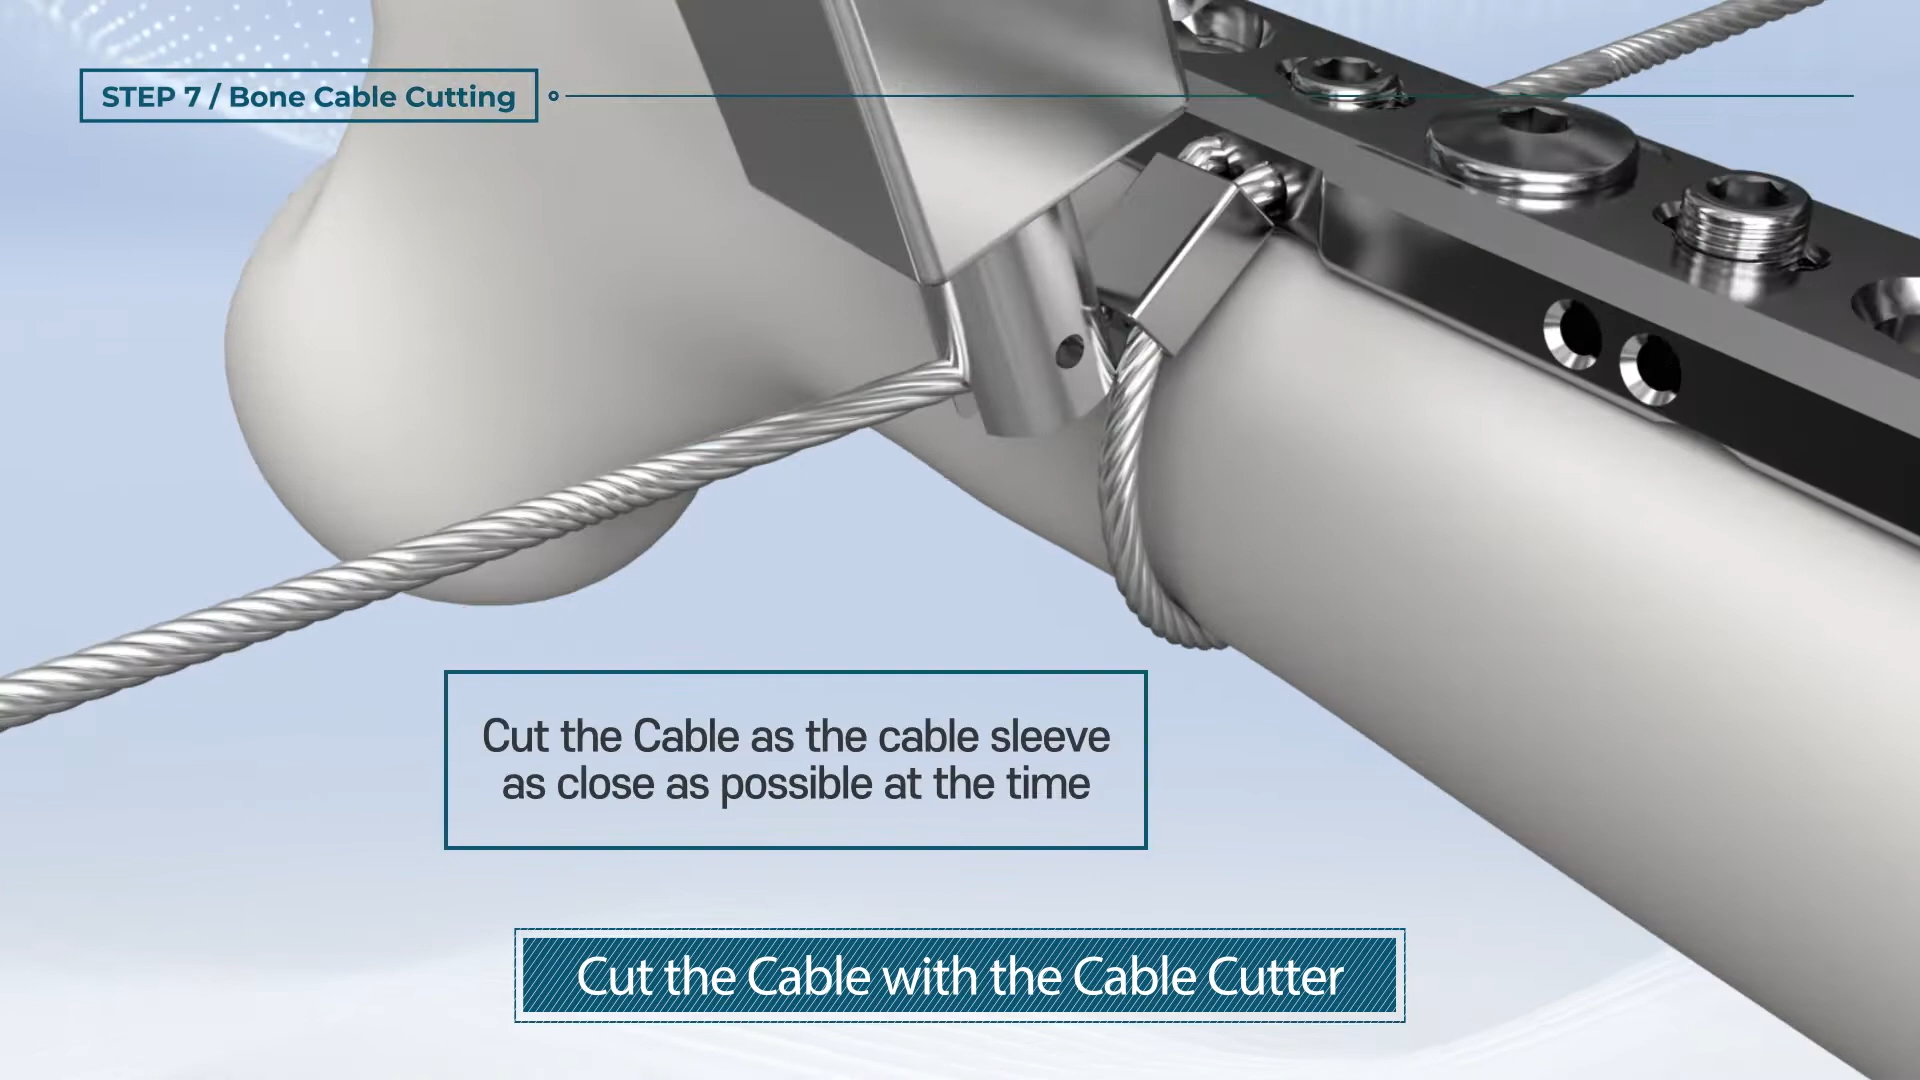 STEP 7 / Bone Cable Cutting
Cut the Cable as the cable sleeve
as close as possible at the time
Cut the Cable with the Cable Cutter